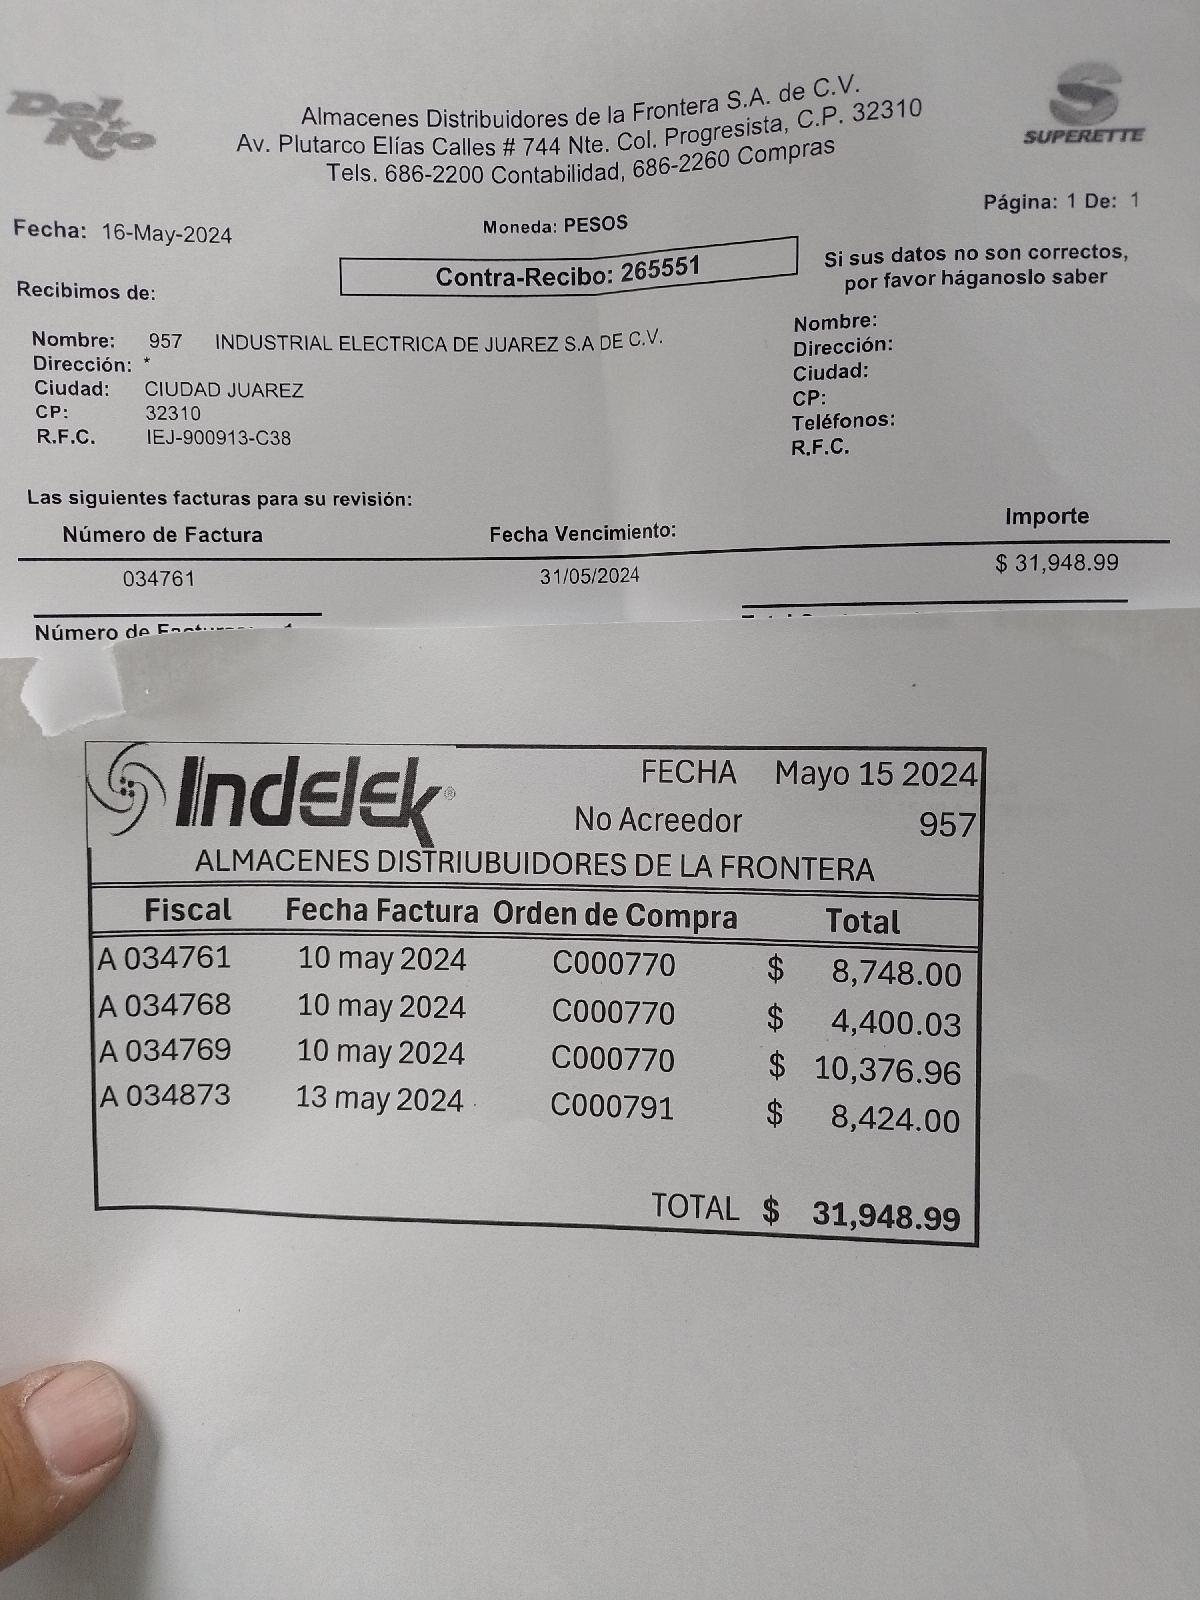 Del Rio
SUPERETTE
Almacenes Distribuidores de la Frontera S.A. de C.V.
Av. Plutarco Elías Calles # 744 Nte. Col. Progresista, C.P. 32310
Tels. 686-2200 Contabilidad, 686-2260 Compras
Página: 1 De: 1
Fecha: 16-May-2024
Moneda: PESOS
Contra-Recibo: 265551
Si sus datos no son correctos,
por favor háganoslo saber
Recibimos de:
Nombre: 957 INDUSTRIAL ELECTRICA DE JUAREZ S.A DE C.V.
Dirección: *
Ciudad: CIUDAD JUAREZ
CP: 32310
R.F.C. IEJ-900913-C38
Nombre:
Dirección:
Ciudad:
CP:
Teléfonos:
R.F.C.
Las siguientes facturas para su revisión:
Número de Factura Fecha Vencimiento: Importe
034761 31/05/2024 $ 31,948.99
Número de
Indelek®
FECHA Mayo 15 2024
No Acreedor 957
ALMACENES DISTRIUBUIDORES DE LA FRONTERA
Fiscal Fecha Factura Orden de Compra Total
A 034761 10 may 2024 C000770 $ 8,748.00
A 034768 10 may 2024 C000770 $ 4,400.03
A 034769 10 may 2024 C000770 $ 10,376.96
A 034873 13 may 2024 C000791 $ 8,424.00
TOTAL $ 31,948.99